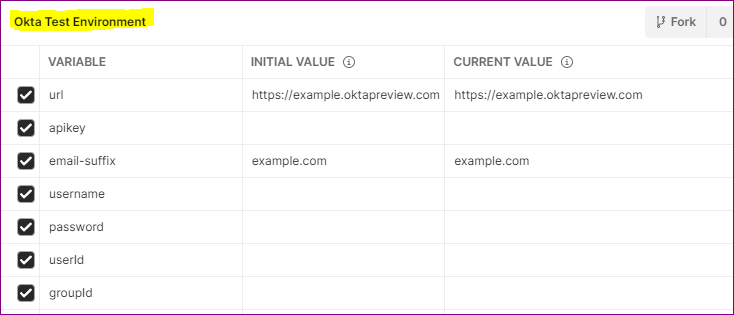 Okta Test Environment
Fork 0
VARIABLE INITIAL VALUE CURRENT VALUE
url https://example.oktapreview.com https://example.oktapreview.com
apikey
email-suffix example.com example.com
username
password
userId
groupId